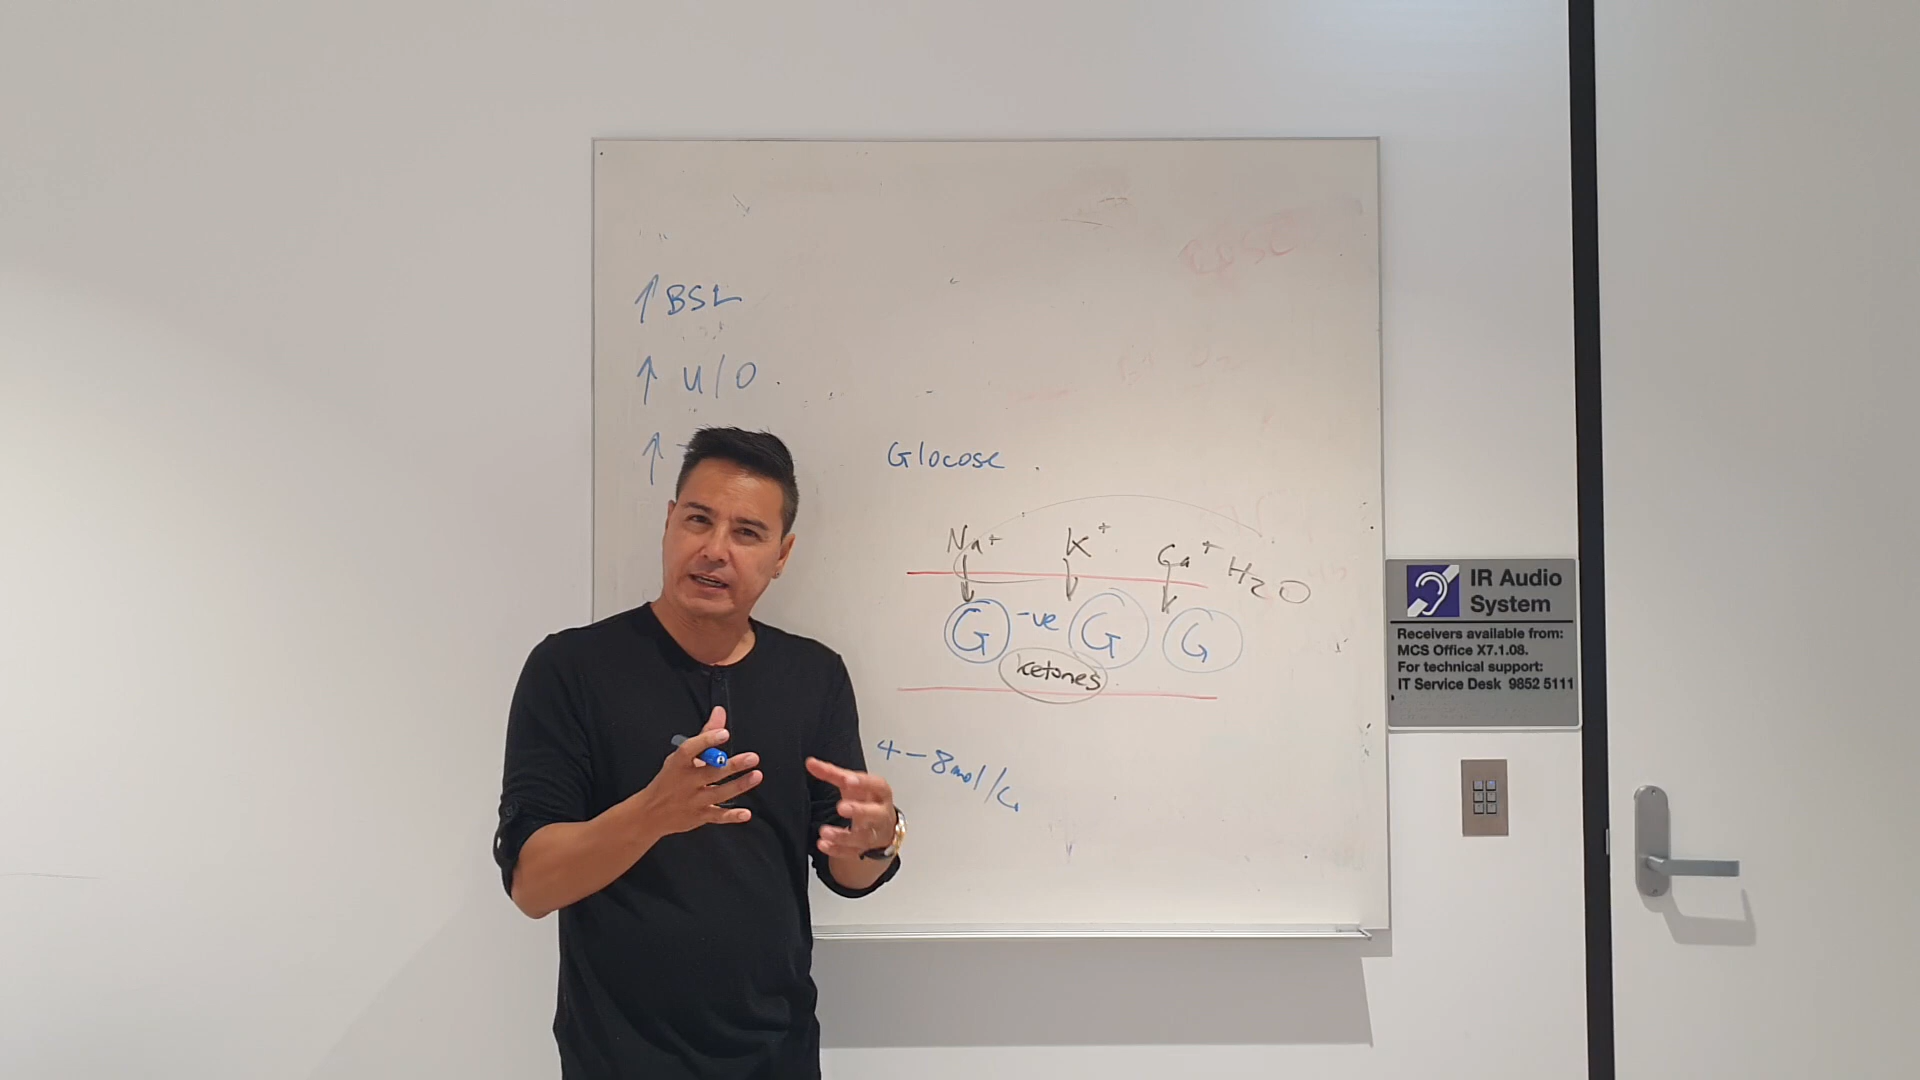 ↑ BSL
↑ U/O .
↑
Glocose .
Na+ K+ Ca+ H2O
G -ve G G
ketones
4-8mol/L
IR Audio
System
Receivers available from:
MCS Office X7.1.08.
For technical support:
IT Service Desk 9852 5111